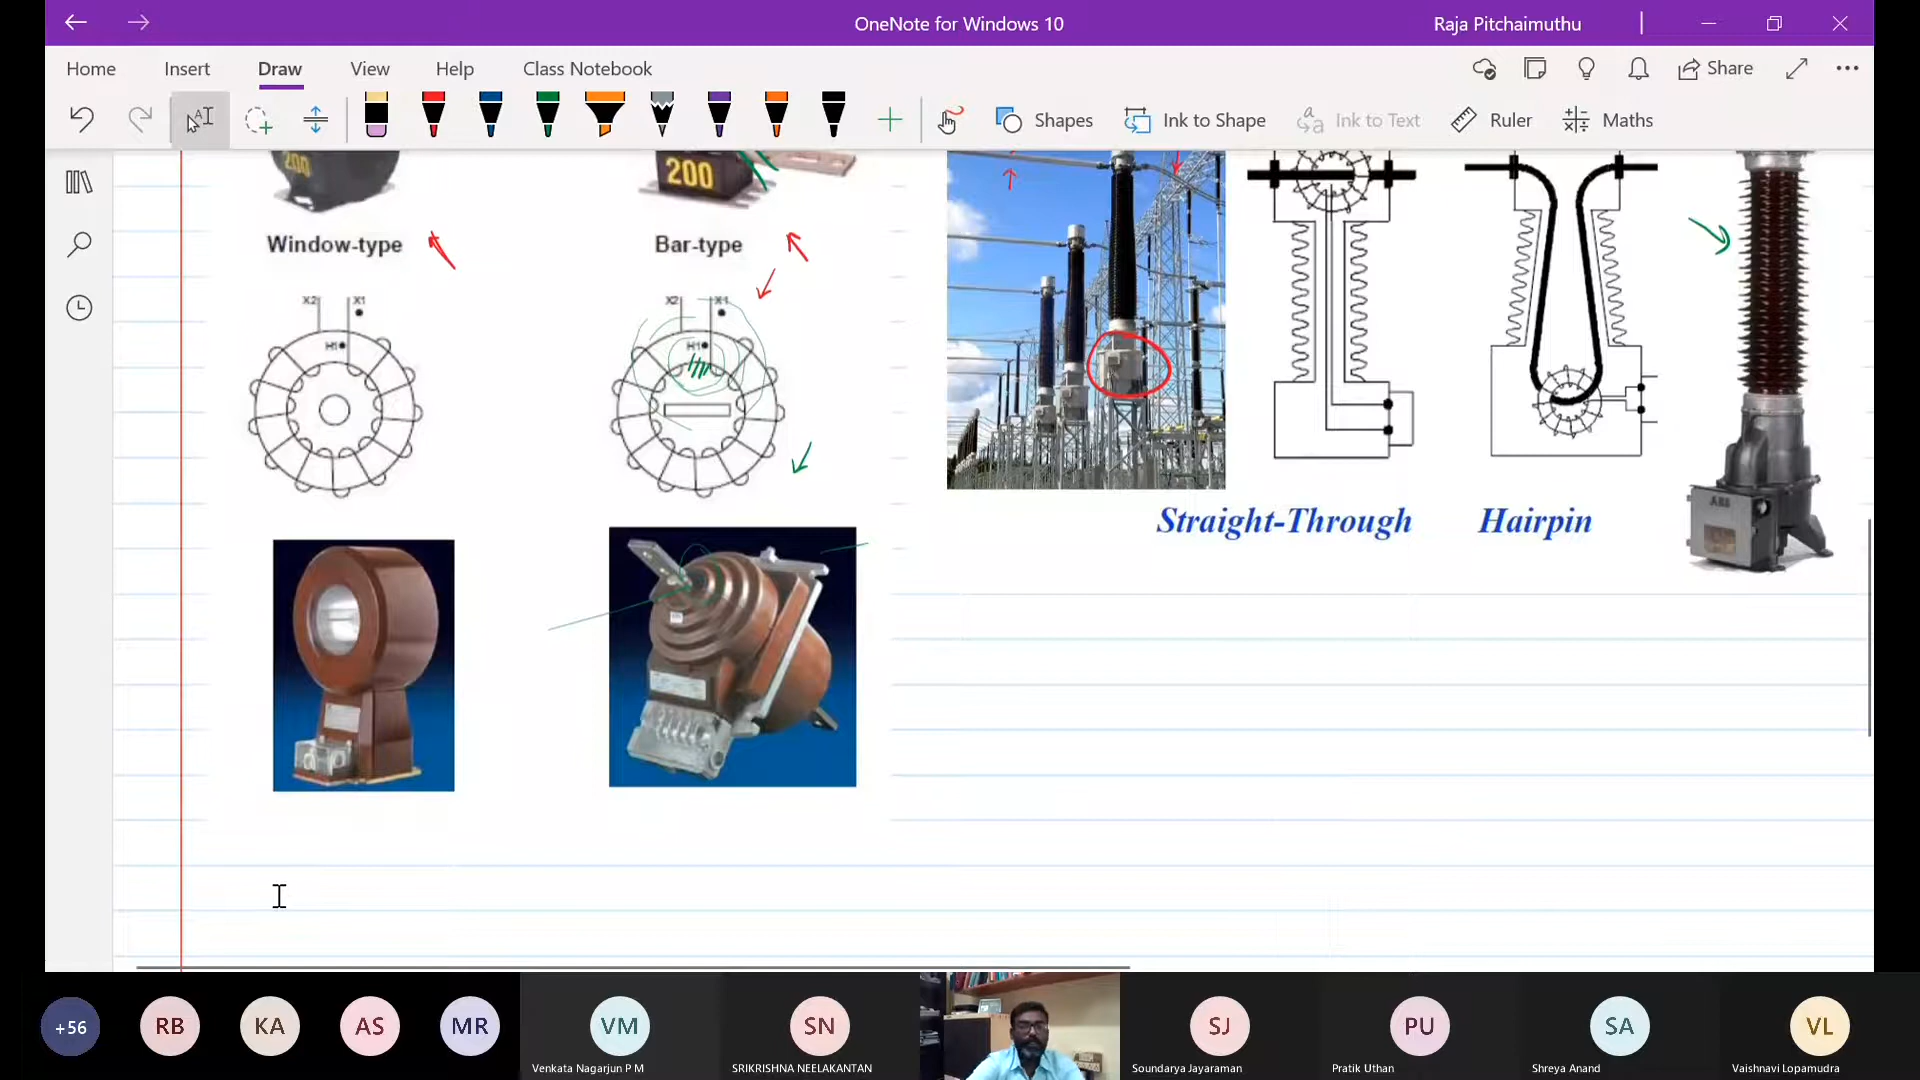 OneNote for Windows 10
Raja Pitchaimuthu
Home
Insert
Draw
View
Help
Class Notebook
Share
Shapes
Ink to Shape
Ink to Text
Ruler
Maths
200
200
Window-type
Bar-type
X2
X1
H1
X2
X1
H1
Straight-Through
Hairpin
ABB
+56
RB
KA
AS
MR
VM
SN
SJ
PU
SA
VL
Venkata Nagarjun P M
SRIKRISHNA NEELAKANTAN
Soundarya Jayaraman
Pratik Uthan
Shreya Anand
Vaishnavi Lopamudra